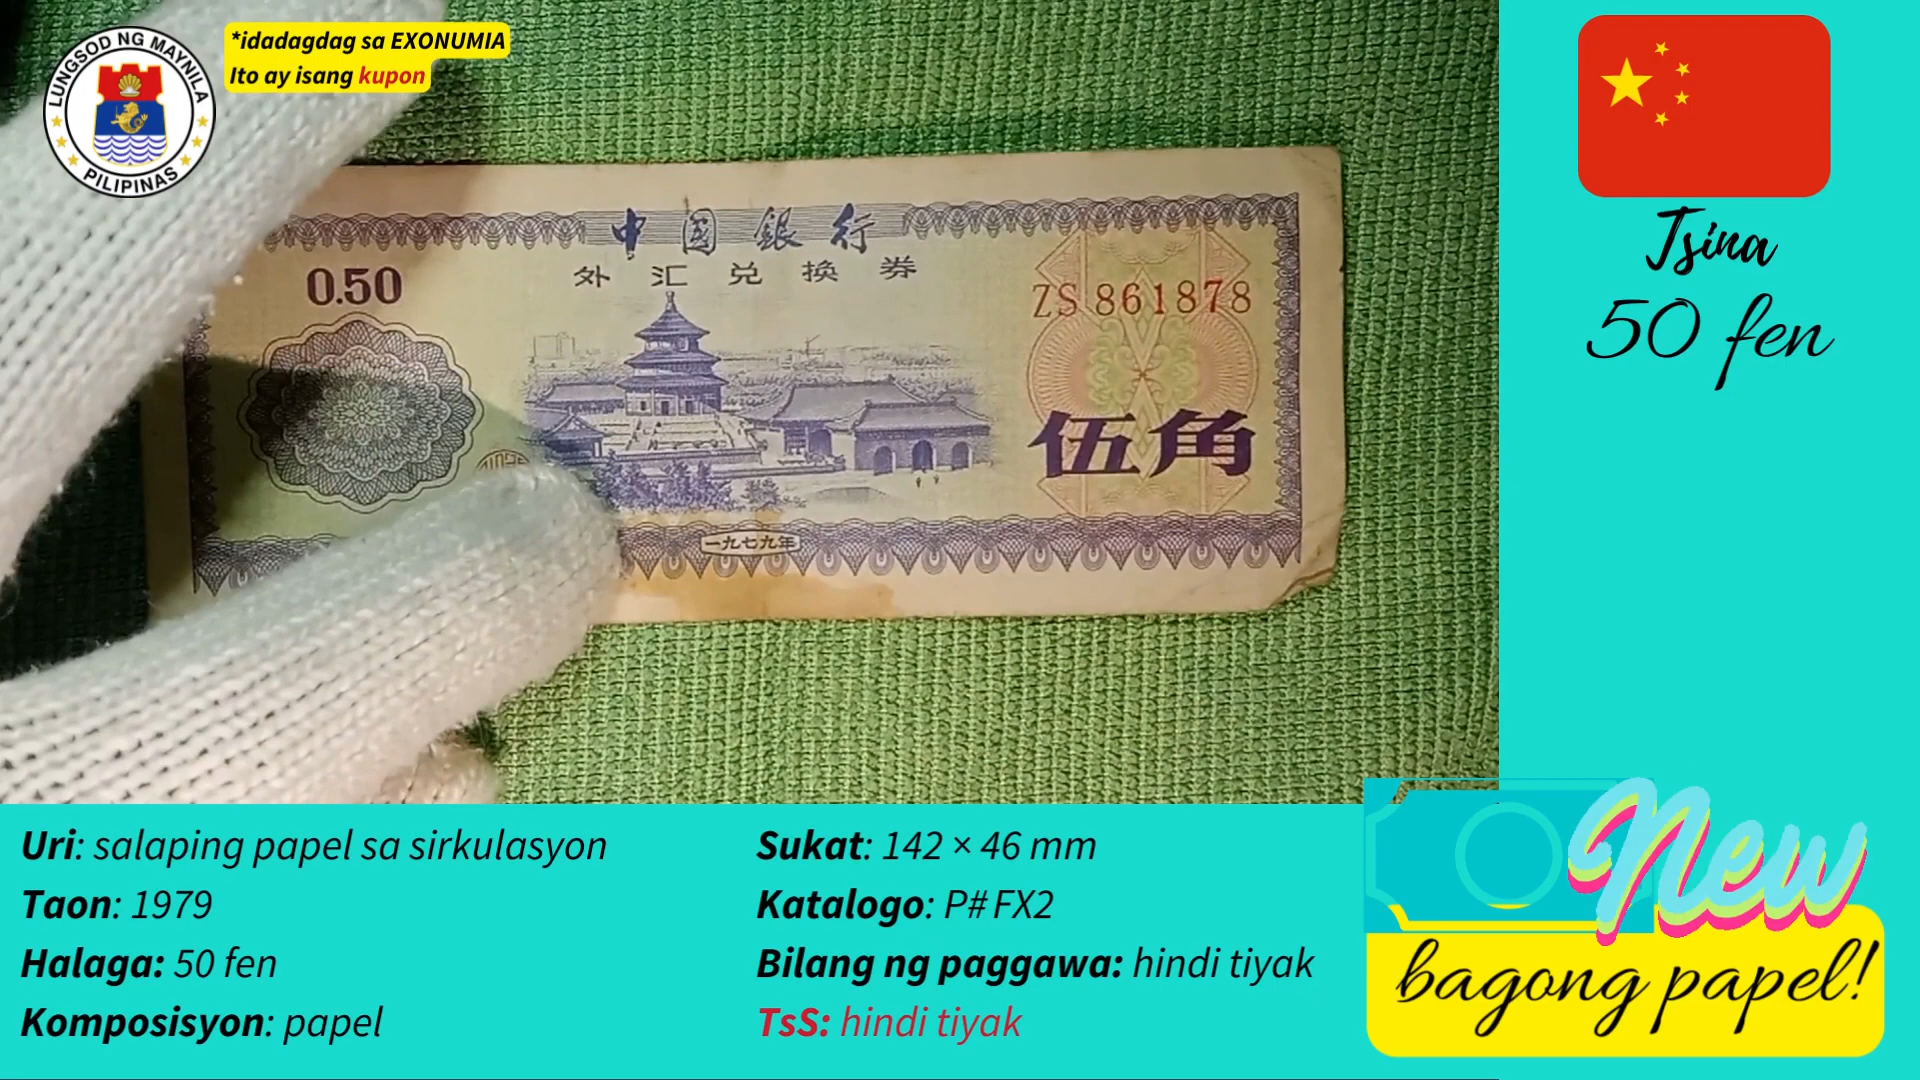 LUNGSOD NG MAYNILA
PILIPINAS
*idadagdag sa EXONUMIA
Ito ay isang kupon
中国銀行
外汇兑换券
0.50
ZS 861878
伍角
一九七九年
Tsina
50 fen
Uri: salaping papel sa sirkulasyon
Taon: 1979
Halaga: 50 fen
Komposisyon: papel
Sukat: 142 × 46 mm
Katalogo: P# FX2
Bilang ng paggawa: hindi tiyak
TsS: hindi tiyak
New
bagong papel!